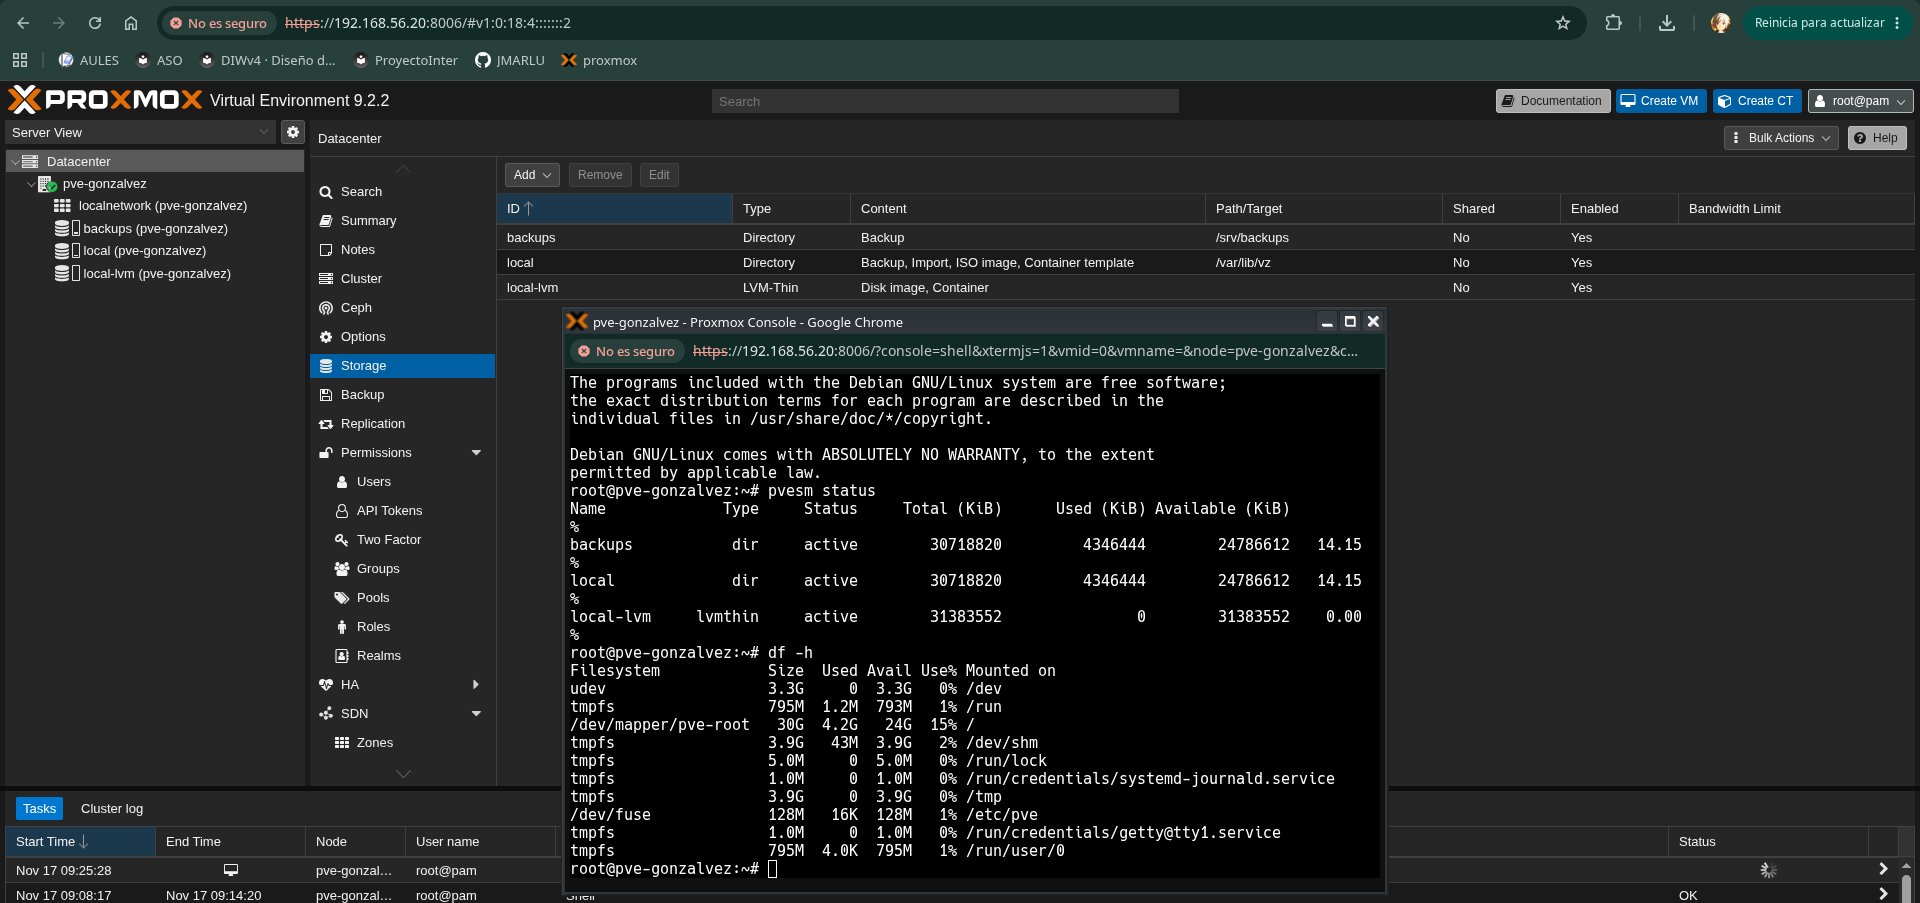 No es seguro https://192.168.56.20:8006/#v1:0:18:4:::::::2 Reinicia para actualizar
AULES ASO DIWv4 · Diseño d... ProyectoInter JMARLU proxmox
PROXMOX Virtual Environment 9.2.2 Search Documentation Create VM Create CT root@pam
Server View Datacenter Bulk Actions Help
Datacenter
pve-gonzalvez
localnetwork (pve-gonzalvez)
backups (pve-gonzalvez)
local (pve-gonzalvez)
local-lvm (pve-gonzalvez)
Search
Summary
Notes
Cluster
Ceph
Options
Storage
Backup
Replication
Permissions
Users
API Tokens
Two Factor
Groups
Pools
Roles
Realms
HA
SDN
Zones
Add Remove Edit
ID Type Content Path/Target Shared Enabled Bandwidth Limit
backups Directory Backup /srv/backups No Yes
local Directory Backup, Import, ISO image, Container template /var/lib/vz No Yes
local-lvm LVM-Thin Disk image, Container No Yes
pve-gonzalvez - Proxmox Console - Google Chrome
No es seguro https://192.168.56.20:8006/?console=shell&xtermjs=1&vmid=0&vmname=&node=pve-gonzalvez&c...
The programs included with the Debian GNU/Linux system are free software;
the exact distribution terms for each program are described in the
individual files in /usr/share/doc/*/copyright.
Debian GNU/Linux comes with ABSOLUTELY NO WARRANTY, to the extent
permitted by applicable law.
root@pve-gonzalvez:~# pvesm status
Name Type Status Total (KiB) Used (KiB) Available (KiB)
%
backups dir active 30718820 4346444 24786612 14.15
%
local dir active 30718820 4346444 24786612 14.15
%
local-lvm lvmthin active 31383552 0 31383552 0.00
%
root@pve-gonzalvez:~# df -h
Filesystem Size Used Avail Use% Mounted on
udev 3.3G 0 3.3G 0% /dev
tmpfs 795M 1.2M 793M 1% /run
/dev/mapper/pve-root 30G 4.2G 24G 15% /
tmpfs 3.9G 43M 3.9G 2% /dev/shm
tmpfs 5.0M 0 5.0M 0% /run/lock
tmpfs 1.0M 0 1.0M 0% /run/credentials/systemd-journald.service
tmpfs 3.9G 0 3.9G 0% /tmp
/dev/fuse 128M 16K 128M 1% /etc/pve
tmpfs 1.0M 0 1.0M 0% /run/credentials/getty@tty1.service
tmpfs 795M 4.0K 795M 1% /run/user/0
root@pve-gonzalvez:~#
Tasks Cluster log
Start Time End Time Node User name Status
Nov 17 09:25:28 pve-gonzal... root@pam
Nov 17 09:08:17 Nov 17 09:14:20 pve-gonzal... root@pam Shell OK